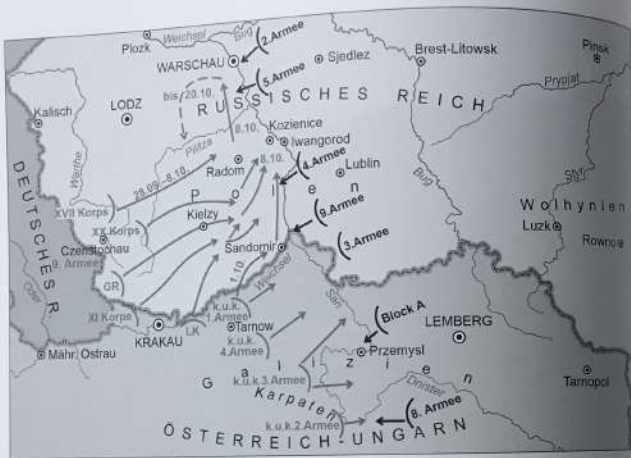 Plozk
Weichsel
Bug
2.Armee
WARSCHAU
Sjedlez
Brest-Litowsk
Pinsk
Prypjat
5.Armee
bis 20.10.
RUSSISCHES REICH
Kalisch
LODZ
8.10.
Kozienice
Iwangorod
Pilitza
Warthe
Radom
8.10.
4.Armee
Lublin
Bug
Styr
28.09.-8.10.
Polen
DEUTSCHES R.
XVII Korps
XX Korps
Kielzy
9.Armee
Wolhynien
Luzk
Rowno
Czenstochau
9. Armee
Sandomir
3.Armee
GR
1.10.
Weichsel
San
Oder
XI Korps
LK
k.u.k.
1.Armee
Block A
KRAKAU
Tarnow
LEMBERG
Mähr. Ostrau
k.u.k.
4.Armee
Przemysl
Galizien
k.u.k.3.Armee
Dnister
Tarnopol
Karpaten
8. Armee
k.u.k.2.Armee
ÖSTERREICH-UNGARN